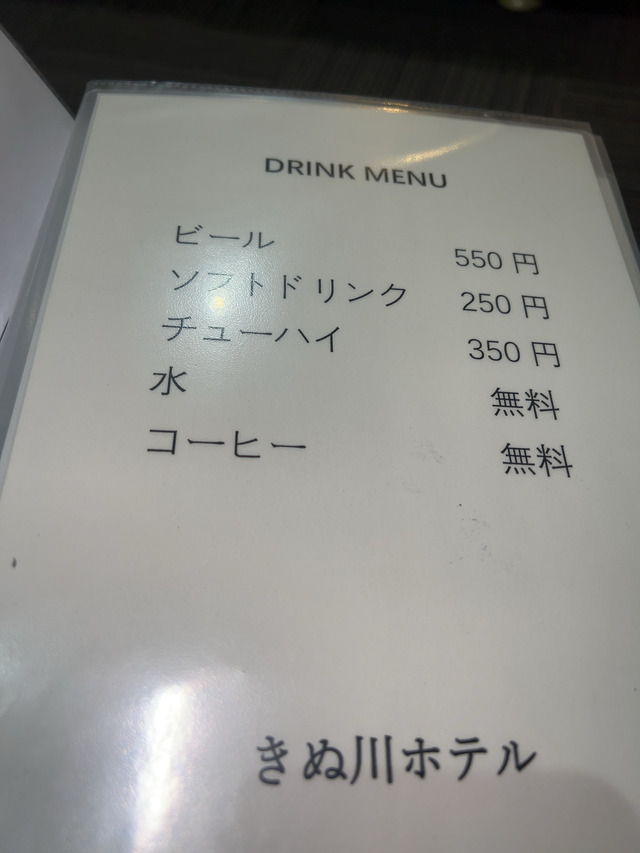 DRINK MENU
ビール 550 円
ソフトドリンク 250 円
チューハイ 350 円
水 無料
コーヒー 無料
きぬ川ホテル